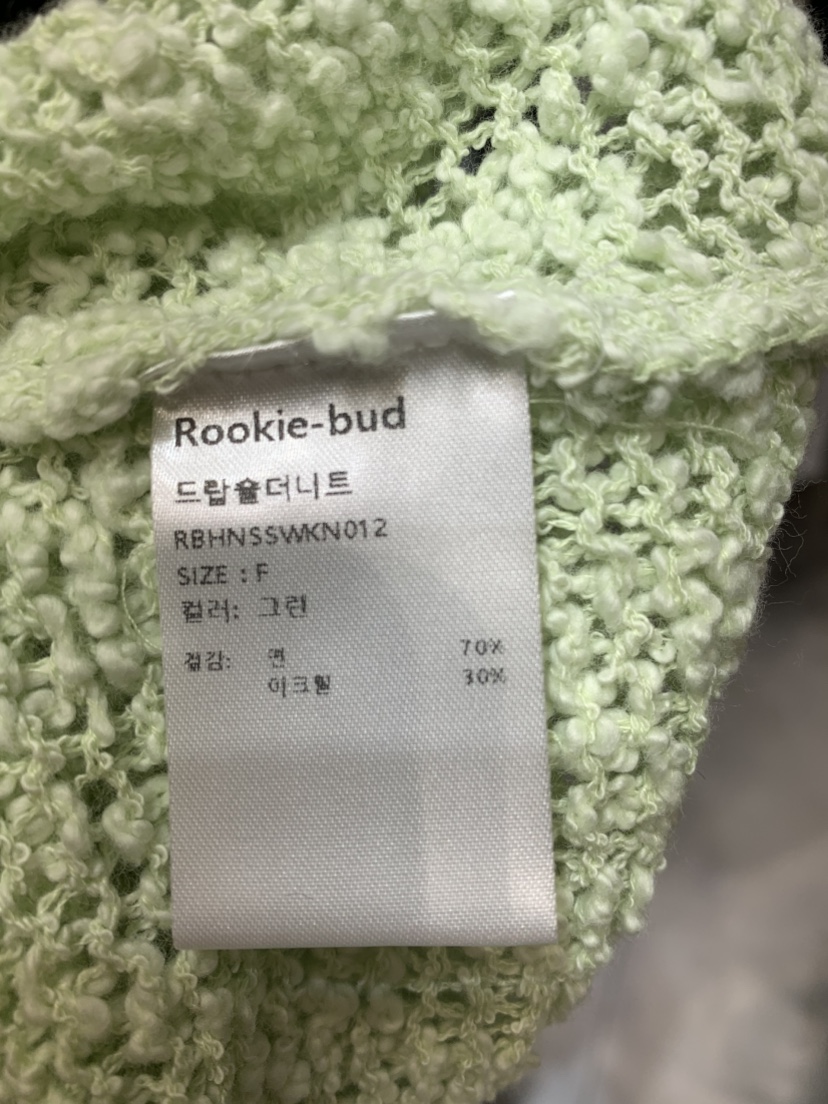 Rookie-bud
드랍숄더니트
RBHNSSWKN012
SIZE : F
컬러: 그린
겉감: 면 70%
아크릴 30%